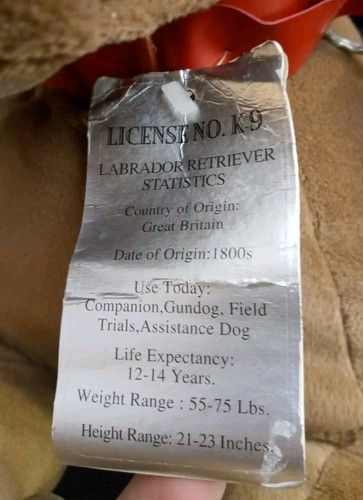 LICENSE NO. K-9
LABRADOR RETRIEVER
STATISTICS
Country of Origin:
Great Britain
Date of Origin:1800s
Use Today:
Companion,Gundog, Field
Trials,Assistance Dog
Life Expectancy:
12-14 Years.
Weight Range : 55-75 Lbs.
Height Range: 21-23 Inches.